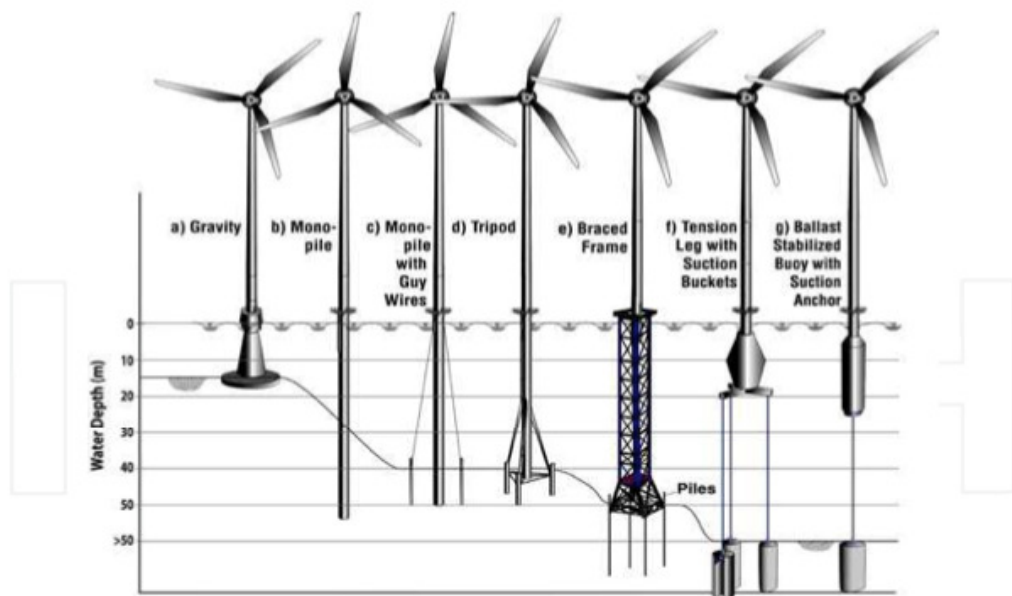 a) Gravity
b) Mono-
pile
c) Mono-
pile
with
Guy
Wires
d) Tripod
e) Braced
Frame
f) Tension
Leg with
Suction
Buckets
g) Ballast
Stabilized
Buoy with
Suction
Anchor
Water Depth (m)
0
10
20
30
40
50
>50
Piles